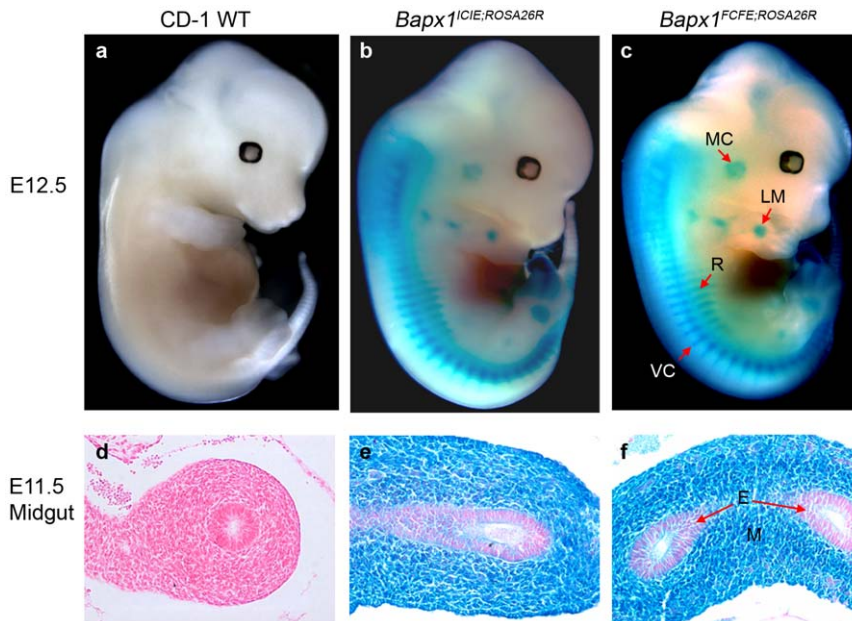 CD-1 WT
Bapx1ICIE;ROSA26R
Bapx1FCFE;ROSA26R
a
b
c
E12.5
MC
LM
R
VC
d
e
f
E11.5
Midgut
E
M